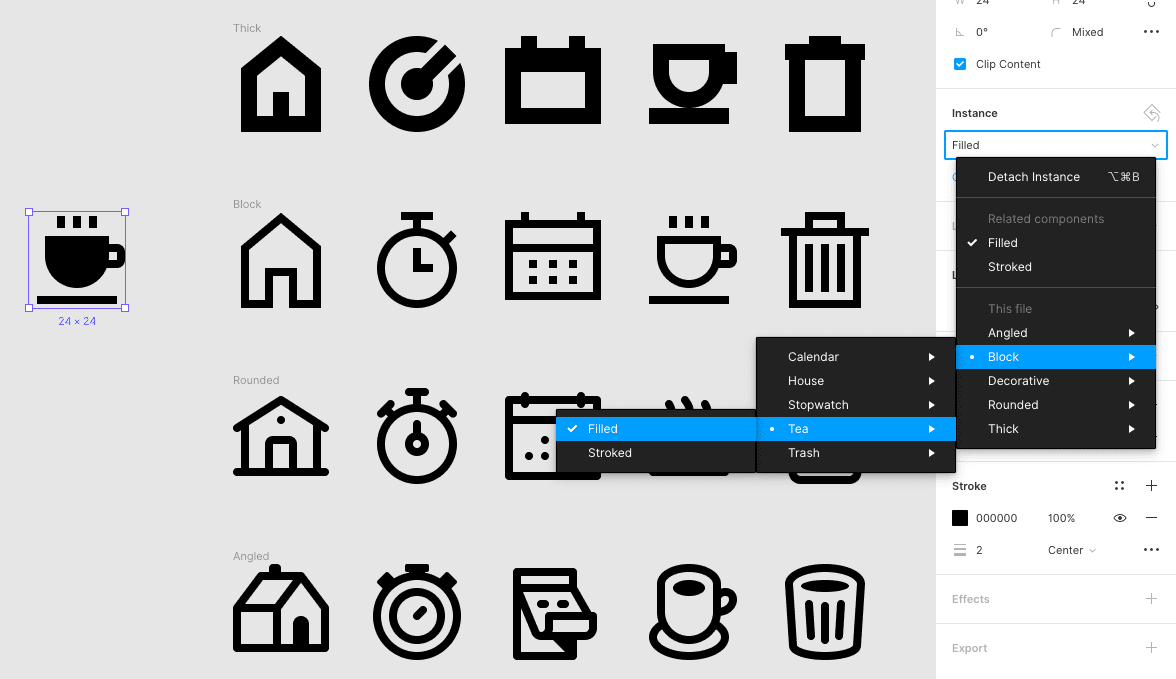 Thick
Block
24 × 24
Rounded
Angled
W 24 H 24
0° Mixed
Clip Content
Instance
Filled
Detach Instance ⌥⌘B
Related components
Filled
Stroked
This file
Angled
Block
Decorative
Rounded
Thick
Calendar
House
Stopwatch
Tea
Trash
Filled
Stroked
Stroke
000000 100%
2 Center
Effects
Export